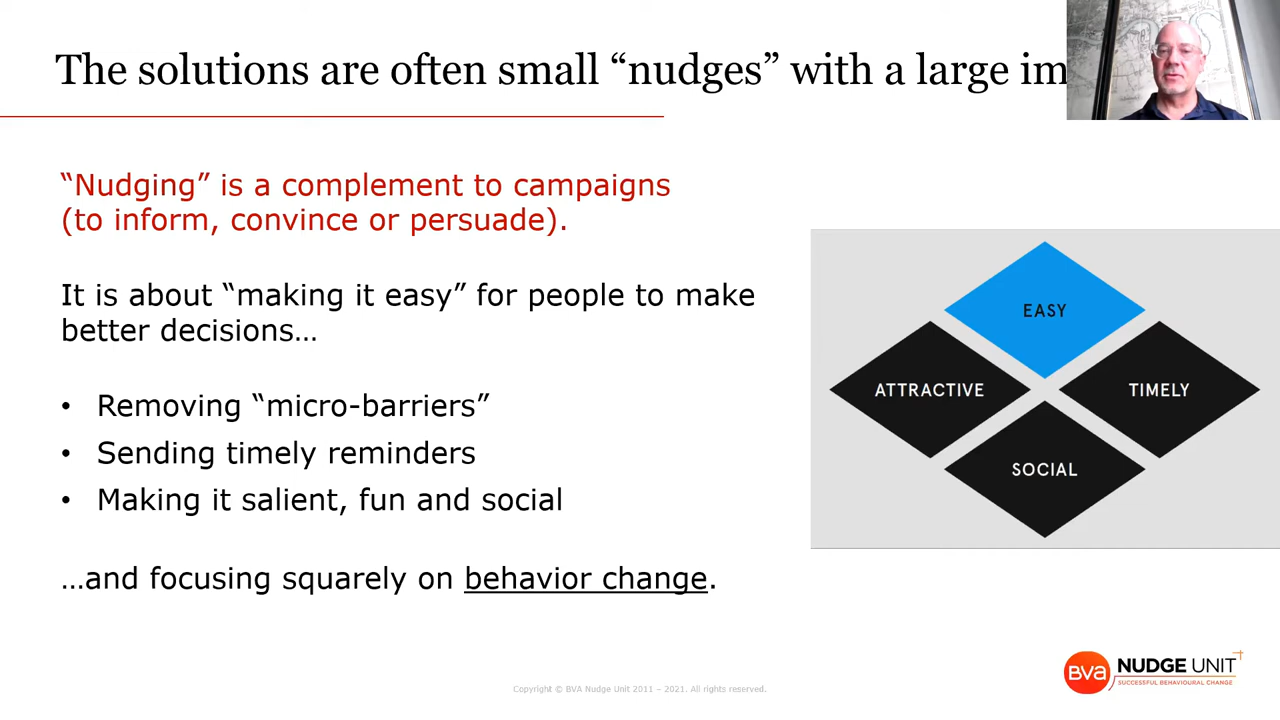 The solutions are often small “nudges” with a large im
“Nudging” is a complement to campaigns
(to inform, convince or persuade).
It is about “making it easy” for people to make
better decisions…
• Removing “micro-barriers”
• Sending timely reminders
• Making it salient, fun and social
…and focusing squarely on behavior change.
EASY
ATTRACTIVE
TIMELY
SOCIAL
Copyright © BVA Nudge Unit 2011 – 2021. All rights reserved.
BVA NUDGE UNIT
SUCCESSFUL BEHAVIOURAL CHANGE